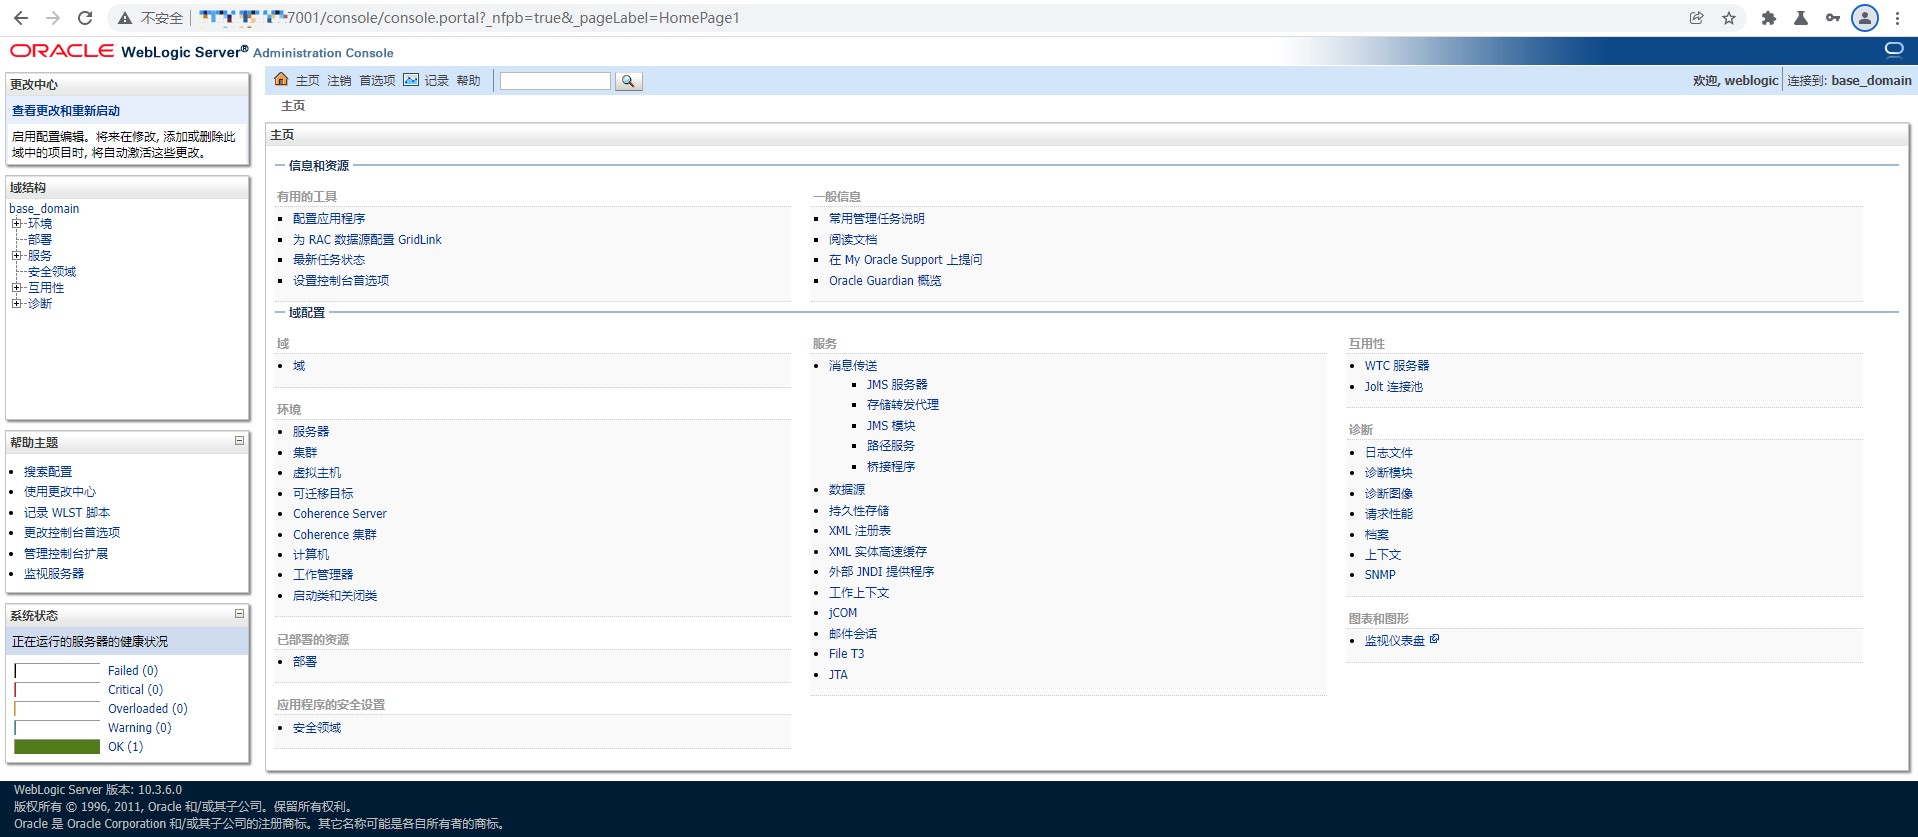 不安全
7001/console/console.portal?_nfpb=true&_pageLabel=HomePage1
ORACLE WebLogic Server® Administration Console
更改中心
查看更改和重新启动
启用配置编辑。将来在修改, 添加或删除此
域中的项目时, 将自动激活这些更改。
域结构
base_domain
环境
部署
服务
安全领域
互用性
诊断
帮助主题
搜索配置
使用更改中心
记录 WLST 脚本
更改控制台首选项
管理控制台扩展
监视服务器
系统状态
正在运行的服务器的健康状况
Failed (0)
Critical (0)
Overloaded (0)
Warning (0)
OK (1)
主页 注销 首选项 记录 帮助
欢迎, weblogic 连接到: base_domain
主页
主页
信息和资源
有用的工具
配置应用程序
为 RAC 数据源配置 GridLink
最新任务状态
设置控制台首选项
一般信息
常用管理任务说明
阅读文档
在 My Oracle Support 上提问
Oracle Guardian 概览
域配置
域
域
环境
服务器
集群
虚拟主机
可迁移目标
Coherence Server
Coherence 集群
计算机
工作管理器
启动类和关闭类
已部署的资源
部署
应用程序的安全设置
安全领域
服务
消息传送
JMS 服务器
存储转发代理
JMS 模块
路径服务
桥接程序
数据源
持久性存储
XML 注册表
XML 实体高速缓存
外部 JNDI 提供程序
工作上下文
jCOM
邮件会话
File T3
JTA
互用性
WTC 服务器
Jolt 连接池
诊断
日志文件
诊断模块
诊断图像
请求性能
档案
上下文
SNMP
图表和图形
监视仪表盘
WebLogic Server 版本: 10.3.6.0
版权所有 © 1996, 2011, Oracle 和/或其子公司。保留所有权利。
Oracle 是 Oracle Corporation 和/或其子公司的注册商标。其它名称可能是各自所有者的商标。